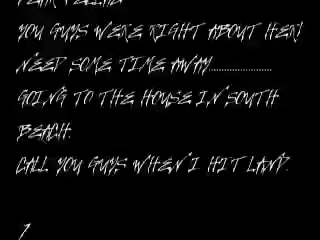 YOU GUYS WERE RIGHT ABOUT HER!
NEED SOME TIME AWAY.......................
GOING TO THE HOUSE IN SOUTH
BEACH.
CALL YOU GUYS WHEN I HIT LAND.